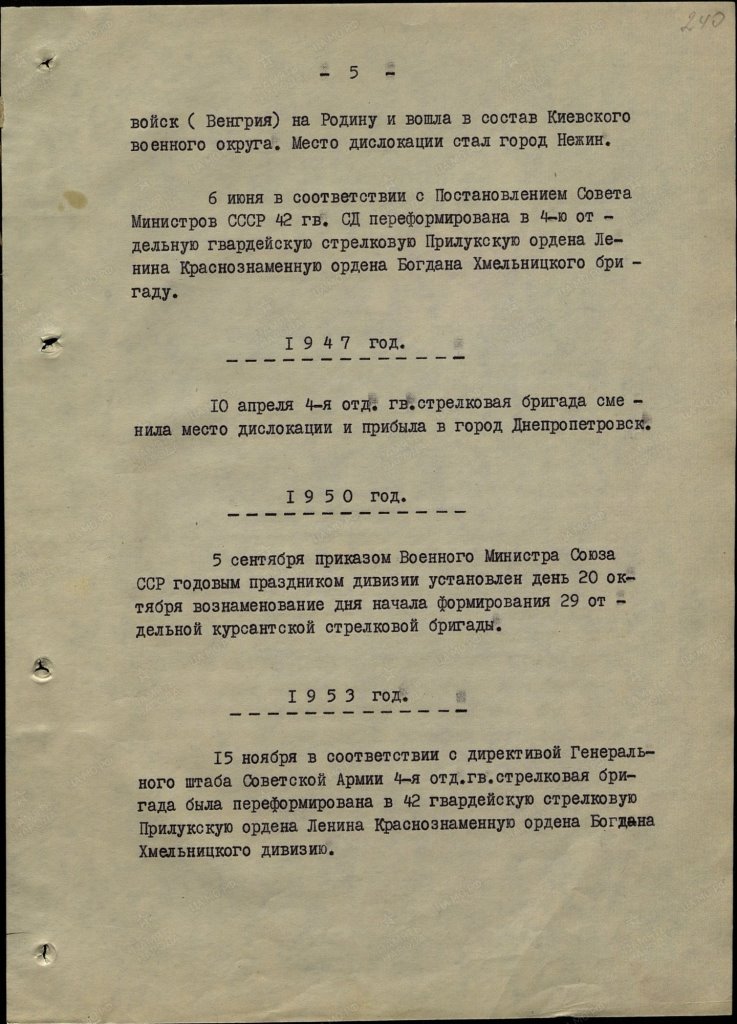 240
- 5 -
войск ( Венгрия) на Родину и вошла в состав Киевского
военного округа. Место дислокации стал город Нежин.
6 июня в соответствии с Постановлением Совета
Министров СССР 42 гв. СД переформирована в 4-ю от -
дельную гвардейскую стрелковую Прилукскую ордена Ле-
нина Краснознаменную ордена Богдана Хмельницкого бри -
гаду.
1 9 4 7 год.
10 апреля 4-я отд. гв.стрелковая бригада сме -
нила место дислокации и прибыла в город Днепропетровск.
1 9 5 0 год.
5 сентября приказом Военного Министра Союза
ССР годовым праздником дивизии установлен день 20 ок-
тября вознаменование дня начала формирования 29 от -
дельной курсантской стрелковой бригады.
1 9 5 3 год.
15 ноября в соответствии с директивой Генераль-
ного штаба Советской Армии 4-я отд.гв.стрелковая бри-
гада была переформирована в 42 гвардейскую стрелковую
Прилукскую ордена Ленина Краснознаменную ордена Богдана
Хмельницкого дивизию.